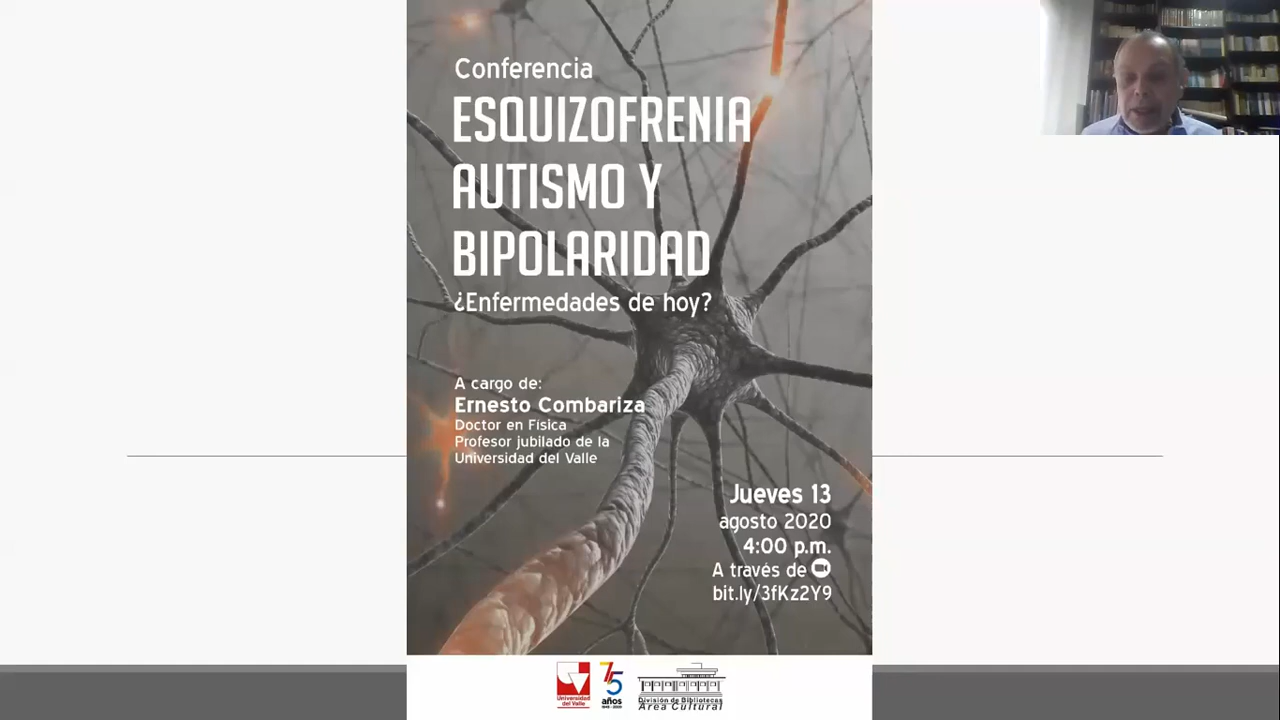 Conferencia
ESQUIZOFRENIA
AUTISMO Y
BIPOLARIDAD
¿Enfermedades de hoy?
A cargo de:
Ernesto Combariza
Doctor en Física
Profesor jubilado de la
Universidad del Valle
Jueves 13
agosto 2020
4:00 p.m.
A través de
bit.ly/3fKz2Y9
Universidad
del Valle
75
años
1945-2020
División de Bibliotecas
Área Cultural